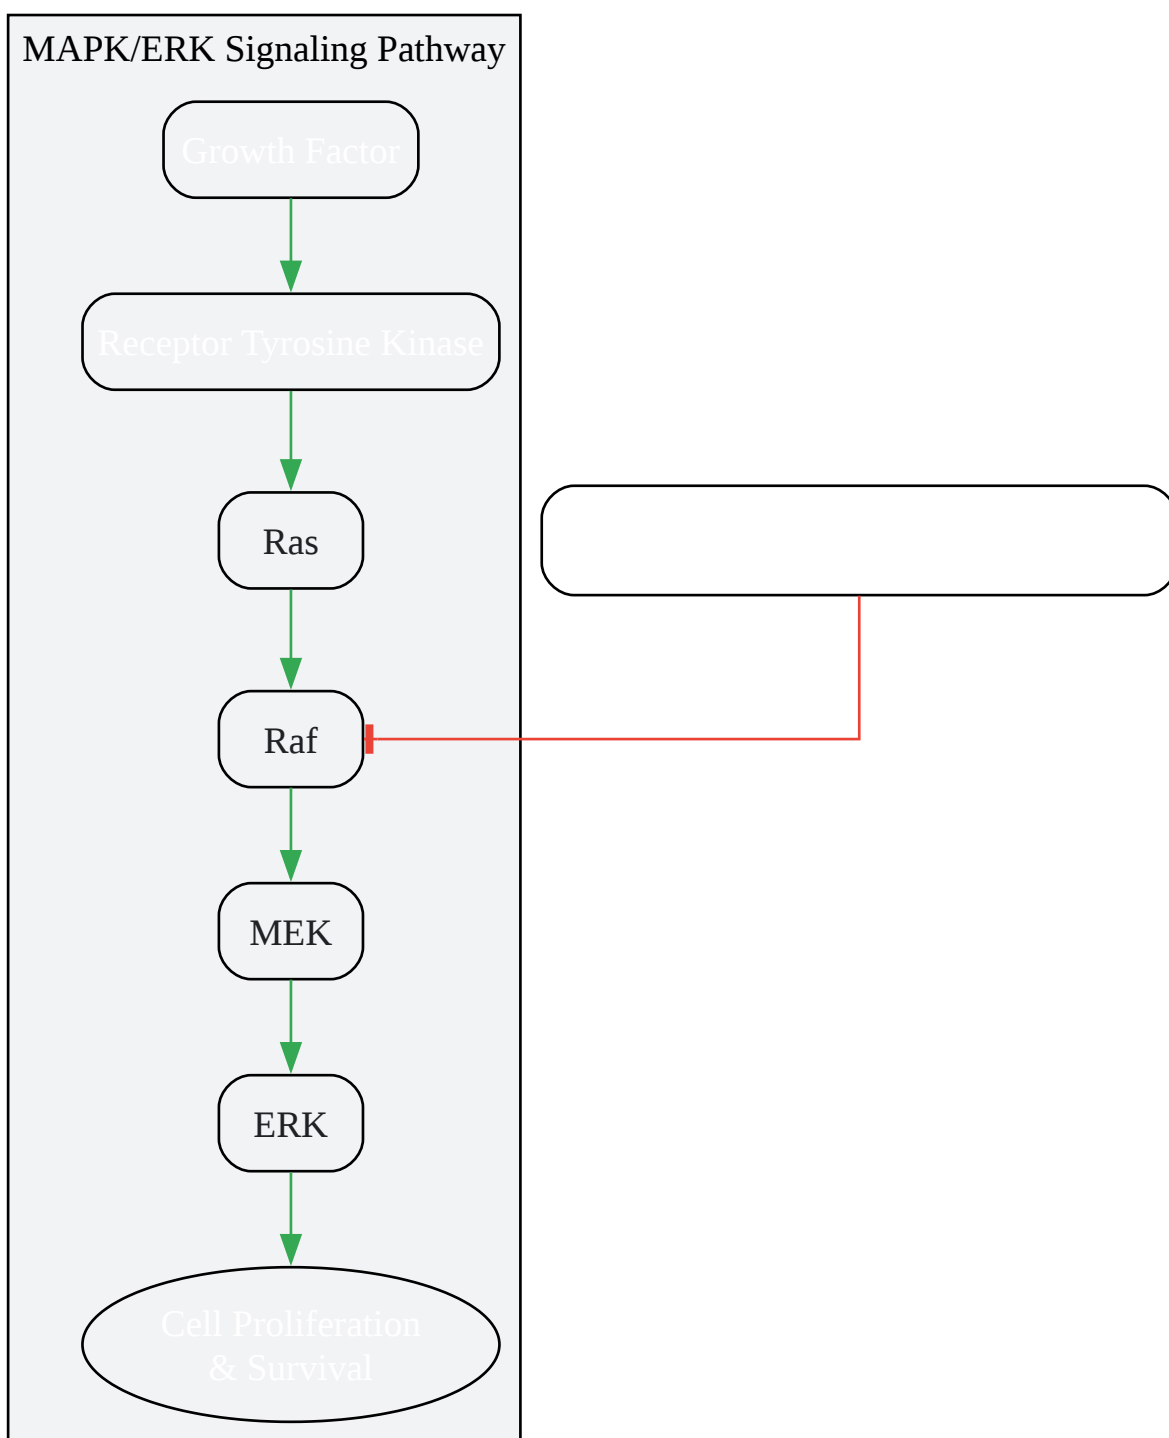 MAPK/ERK Signaling Pathway
Growth Factor
Receptor Tyrosine Kinase
Ras
Raf
MEK
ERK
Cell Proliferation
& Survival